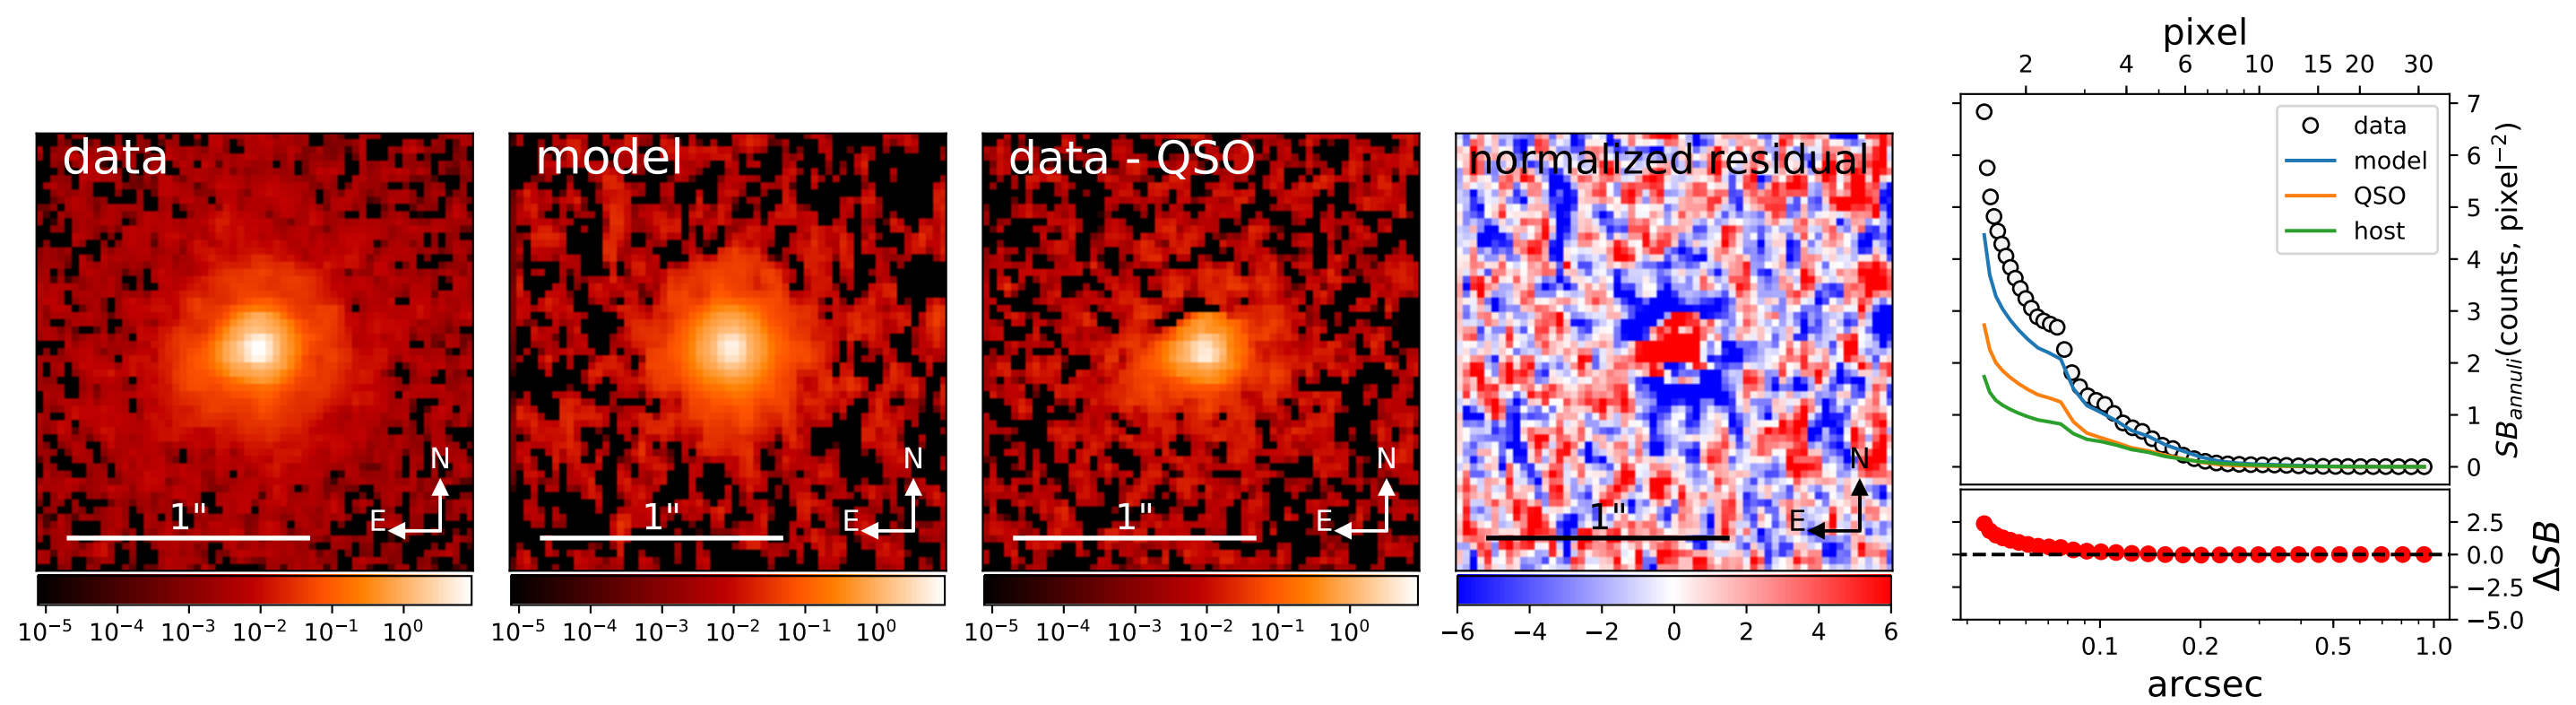 data
N
E
1"
10⁻⁵ 10⁻⁴ 10⁻³ 10⁻² 10⁻¹ 10⁰
model
N
E
1"
10⁻⁵ 10⁻⁴ 10⁻³ 10⁻² 10⁻¹ 10⁰
data - QSO
N
E
1"
10⁻⁵ 10⁻⁴ 10⁻³ 10⁻² 10⁻¹ 10⁰
normalized residual
N
E
1"
−6 −4 −2 0 2 4 6
pixel
2 4 6 10 15 20 30
data
model
QSO
host
7
6
5
4
3
2
1
0
SB_annuli(counts, pixel⁻²)
2.5
0.0
−2.5
−5.0
ΔSB
0.1 0.2 0.5 1.0
arcsec